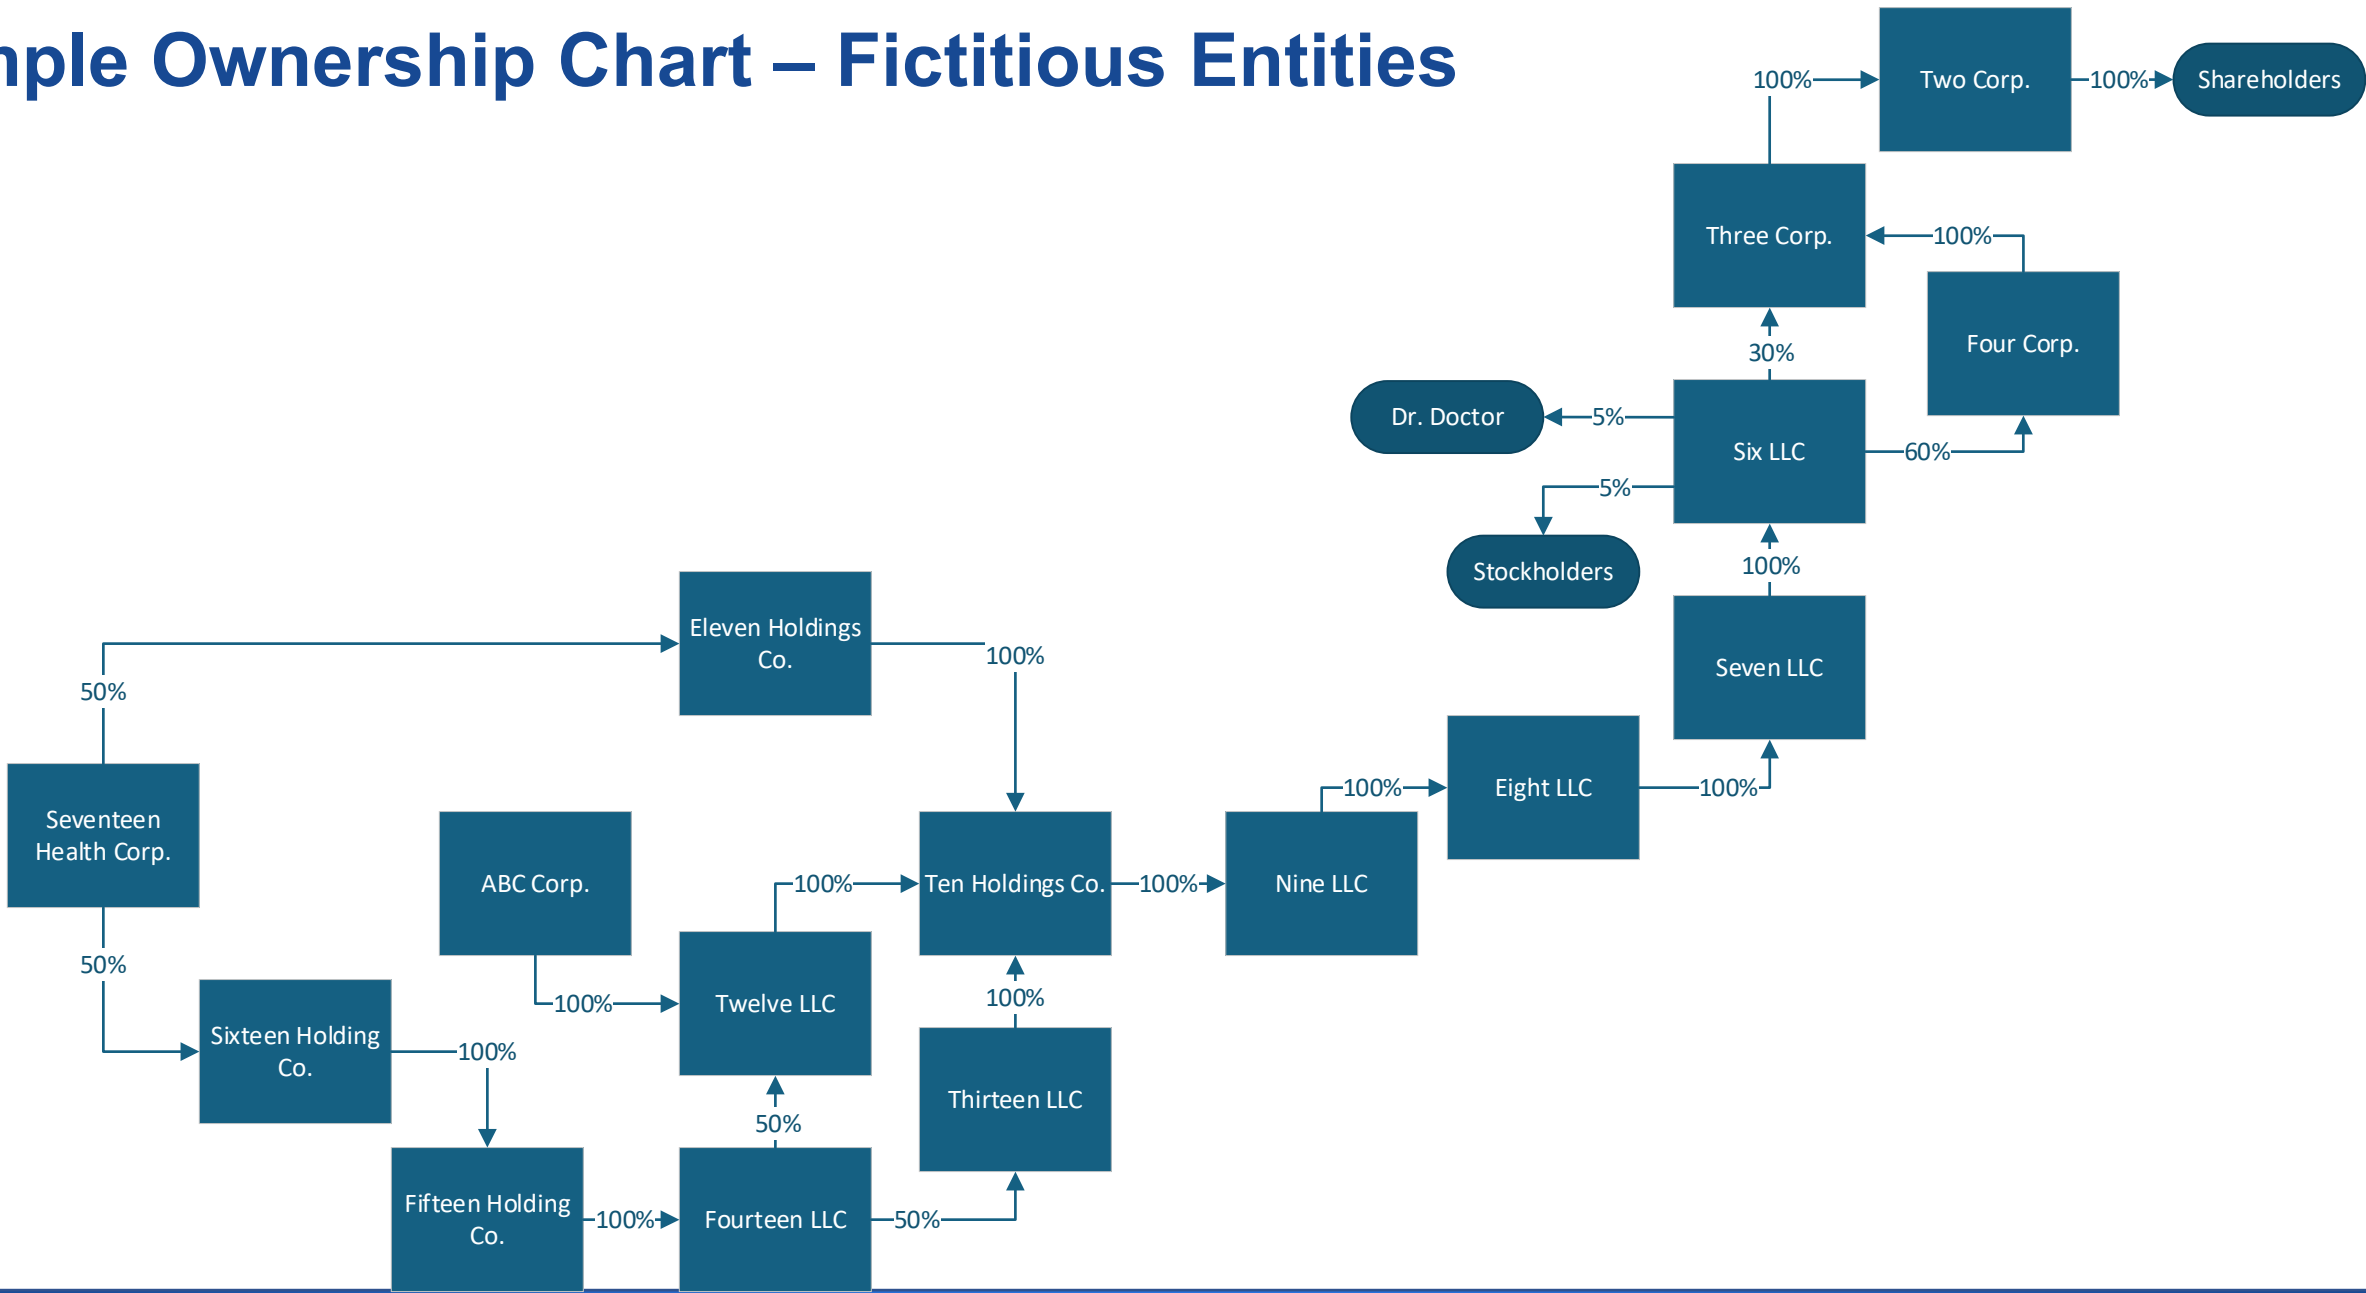 mple Ownership Chart – Fictitious Entities
100%
Two Corp.
100%
Shareholders
Three Corp.
100%
Four Corp.
30%
Dr. Doctor
5%
Six LLC
60%
5%
Stockholders
100%
Eleven Holdings
Co.
100%
Seven LLC
50%
Seventeen
Health Corp.
ABC Corp.
100%
Ten Holdings Co.
100%
Nine LLC
100%
Eight LLC
100%
50%
Sixteen Holding
Co.
100%
100%
Twelve LLC
100%
50%
Thirteen LLC
Fifteen Holding
Co.
100%
Fourteen LLC
50%